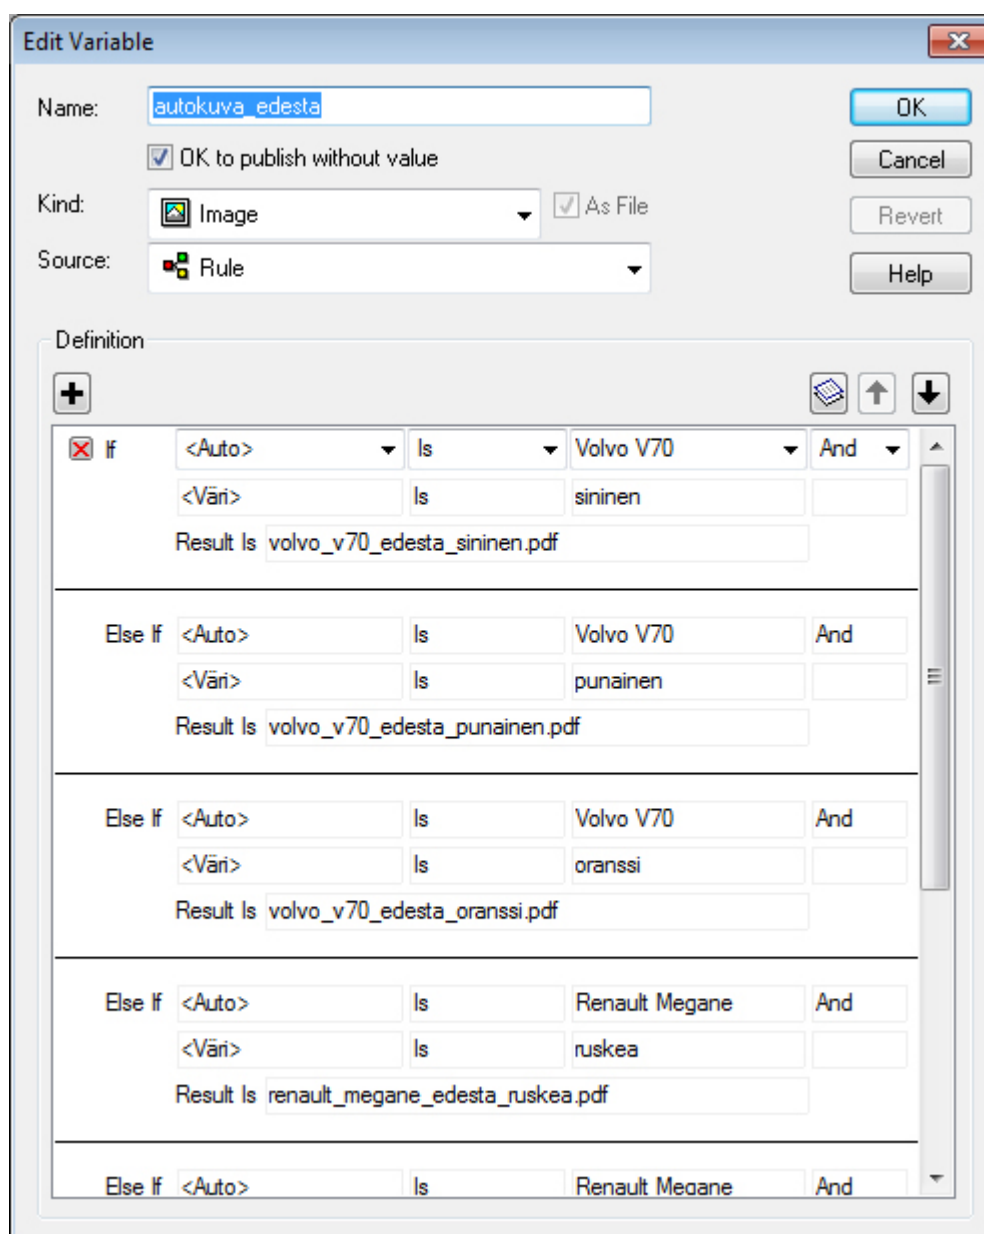 Edit Variable
Name: autokuva_edesta OK
OK to publish without value Cancel
Kind: Image As File Revert
Source: Rule Help
Definition
If <Auto> Is Volvo V70 And
<Väri> Is sininen
Result Is volvo_v70_edesta_sininen.pdf
Else If <Auto> Is Volvo V70 And
<Väri> Is punainen
Result Is volvo_v70_edesta_punainen.pdf
Else If <Auto> Is Volvo V70 And
<Väri> Is oranssi
Result Is volvo_v70_edesta_oranssi.pdf
Else If <Auto> Is Renault Megane And
<Väri> Is ruskea
Result Is renault_megane_edesta_ruskea.pdf
Else If <Auto> Is Renault Megane And